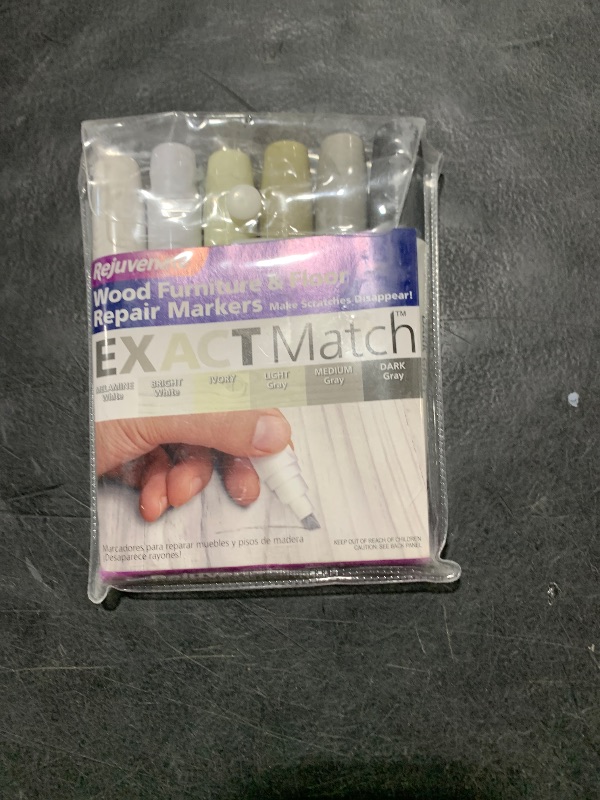 Rejuvenate
Wood Furniture & Floor
Repair Markers Make Scratches Disappear!
EXACT Match™
MELAMINE White
BRIGHT White
IVORY
LIGHT Gray
MEDIUM Gray
DARK Gray
Marcadores para reparar muebles y pisos de madera
¡Desaparece rayones!
KEEP OUT OF REACH OF CHILDREN
CAUTION: SEE BACK PANEL